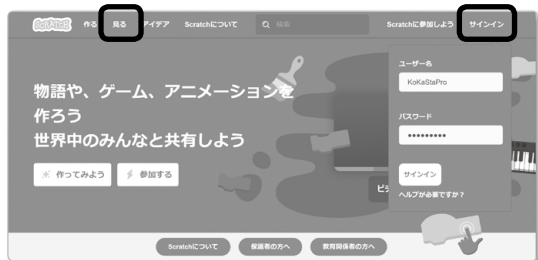 SCRATCH 作る 見る アイデア Scratchについて 検索 Scratchに参加しよう サインイン
ユーザー名
KoKaStaPro
パスワード
サインイン
ヘルプが必要ですか？
物語や、ゲーム、アニメーションを
作ろう
世界中のみんなと共有しよう
作ってみよう 参加する
ビデ
Scratchについて 保護者の方へ 教育関係者の方へ